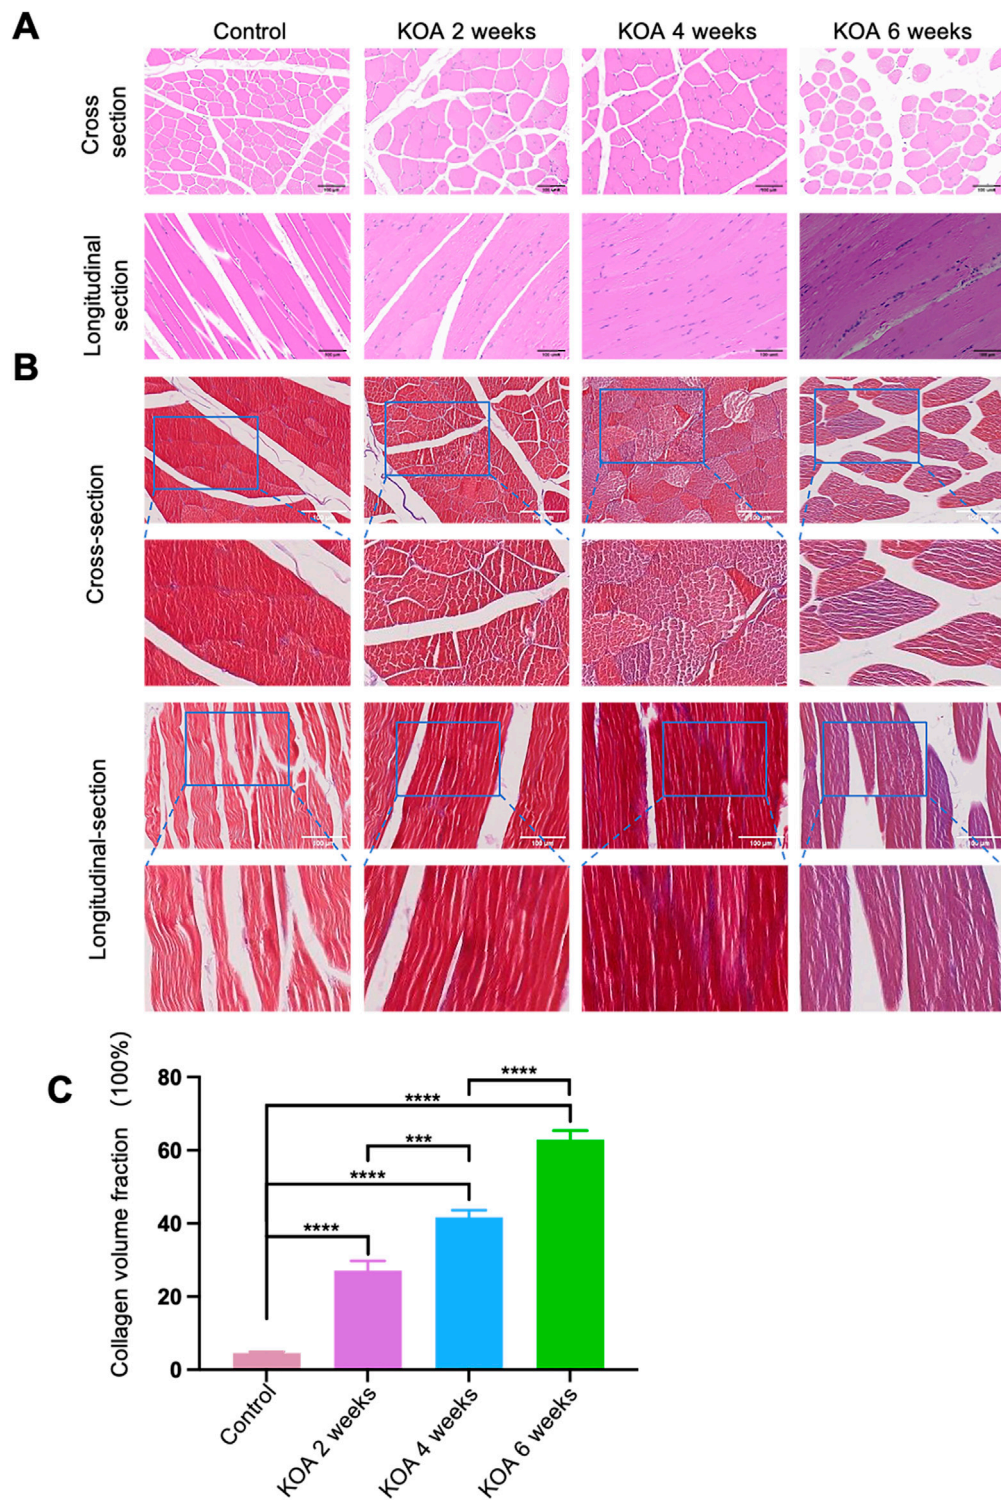 A
Control KOA 2 weeks KOA 4 weeks KOA 6 weeks
Cross
section
Longitudinal
section
B
Cross-section
100 μm
Longitudinal-section
100 μm 100 μm 100 μm
C
Collagen volume fraction (100%)
80
60
40
20
0
****
****
***
****
****
Control
KOA 2 weeks
KOA 4 weeks
KOA 6 weeks